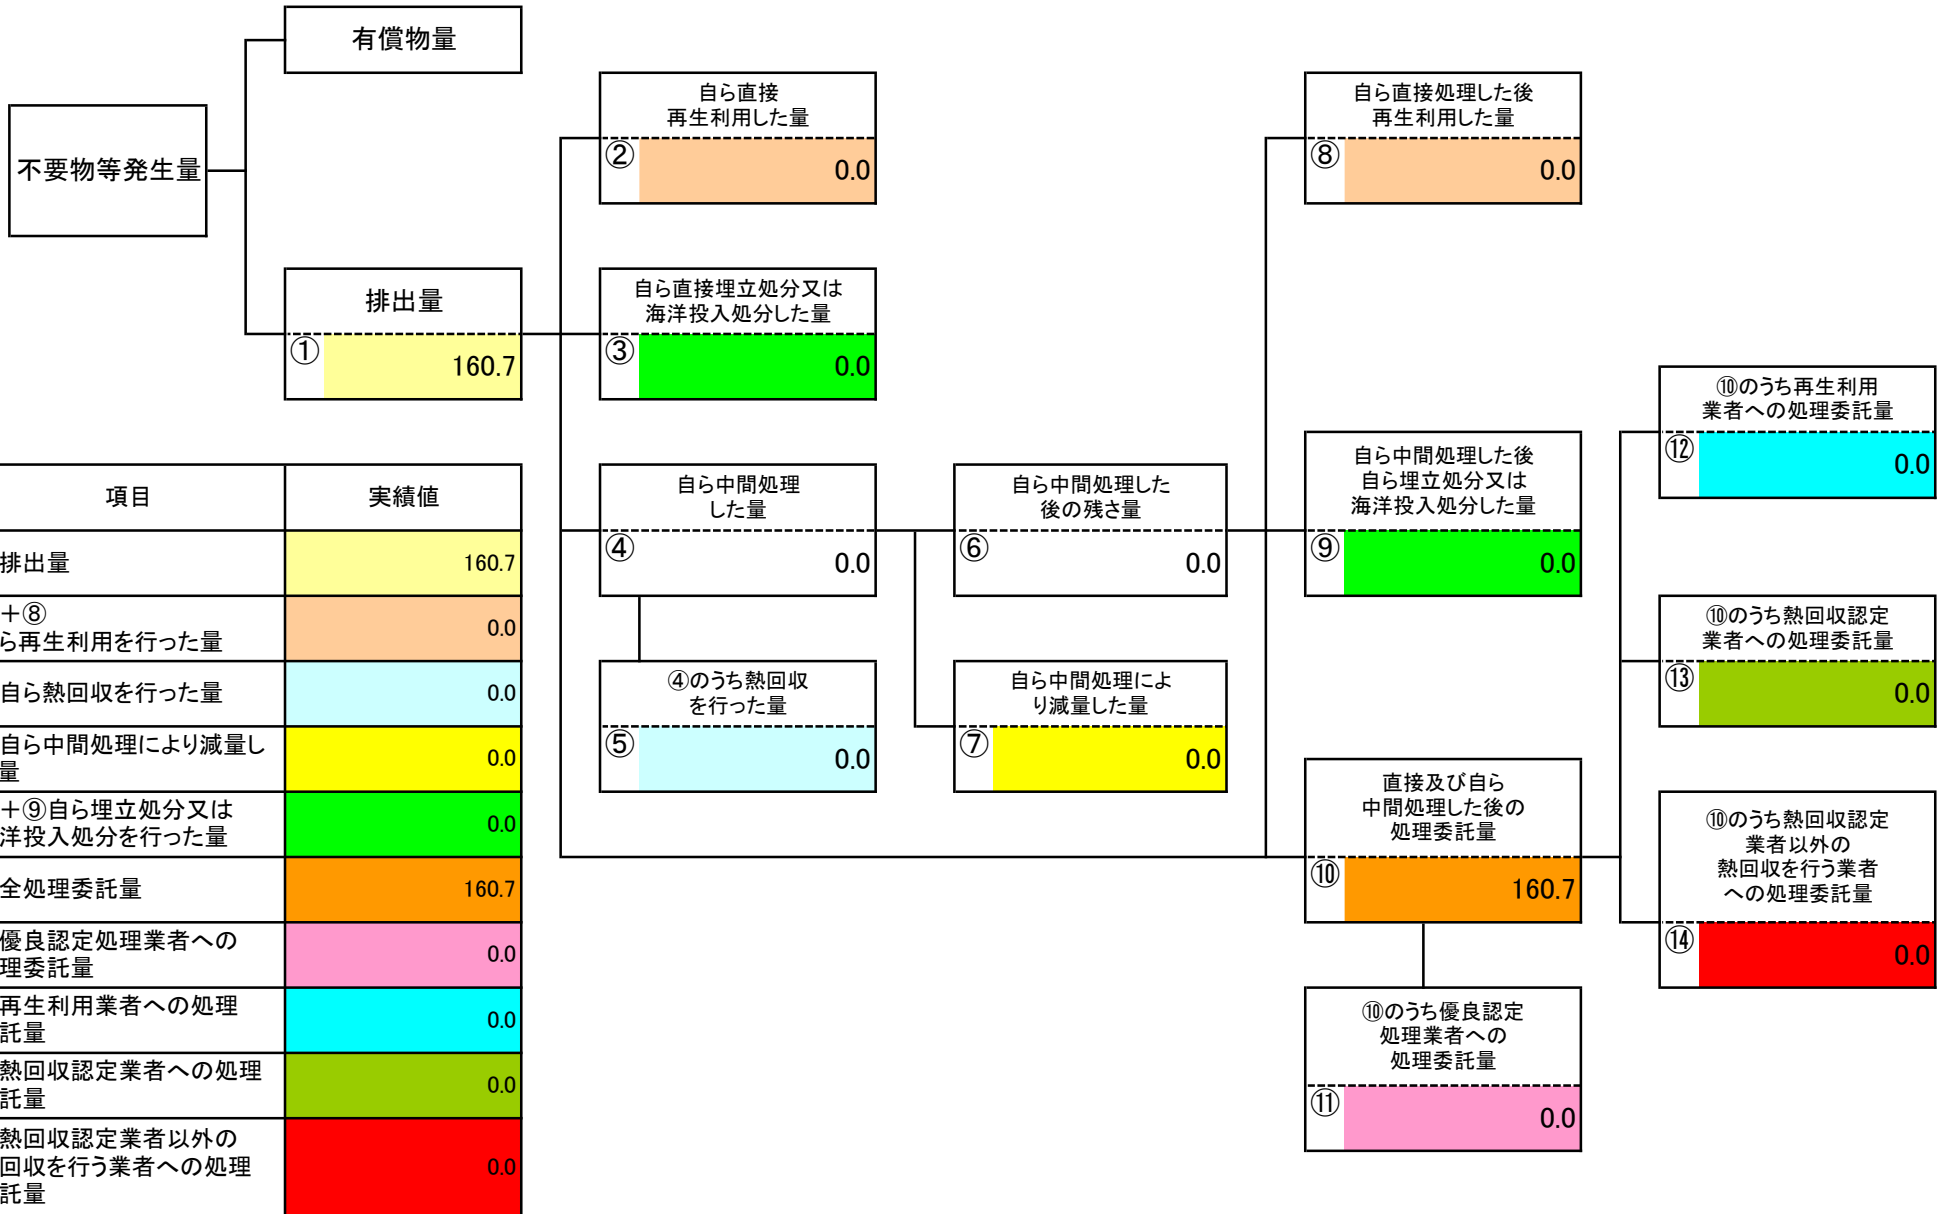 有償物量
不要物等発生量
排出量
①
160.7
自ら直接
再生利用した量
②
0.0
自ら直接埋立処分又は
海洋投入処分した量
③
0.0
自ら中間処理
した量
④
0.0
④のうち熱回収
を行った量
⑤
0.0
自ら中間処理した
後の残さ量
⑥
0.0
自ら中間処理によ
り減量した量
⑦
0.0
自ら直接処理した後
再生利用した量
⑧
0.0
自ら中間処理した後
自ら埋立処分又は
海洋投入処分した量
⑨
0.0
直接及び自ら
中間処理した後の
処理委託量
⑩
160.7
⑩のうち優良認定
処理業者への
処理委託量
⑪
0.0
⑩のうち再生利用
業者への処理委託量
⑫
0.0
⑩のうち熱回収認定
業者への処理委託量
⑬
0.0
⑩のうち熱回収認定
業者以外の
熱回収を行う業者
への処理委託量
⑭
0.0
項目 実績値
排出量 160.7
＋⑧
ら再生利用を行った量 0.0
自ら熱回収を行った量 0.0
自ら中間処理により減量し
量 0.0
＋⑨自ら埋立処分又は
洋投入処分を行った量 0.0
全処理委託量 160.7
優良認定処理業者への
理委託量 0.0
再生利用業者への処理
託量 0.0
熱回収認定業者への処理
託量 0.0
熱回収認定業者以外の
回収を行う業者への処理
託量 0.0